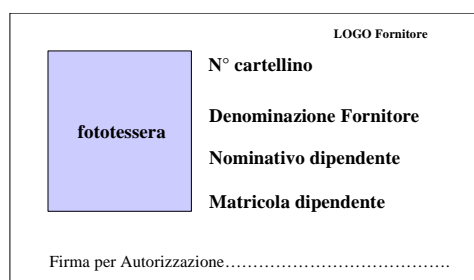 LOGO Fornitore
N° cartellino
Denominazione Fornitore
fototessera
Nominativo dipendente
Matricola dipendente
Firma per Autorizzazione……………………………….